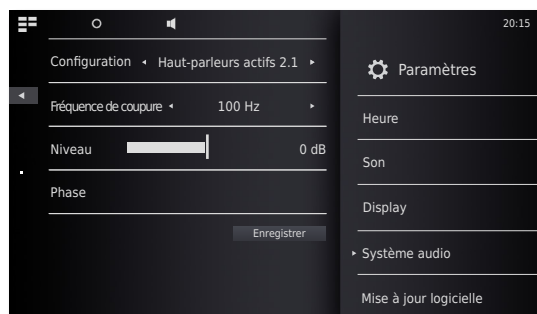 20:15
Configuration Haut-parleurs actifs 2.1
Fréquence de coupure 100 Hz
Niveau 0 dB
Phase
Enregistrer
Paramètres
Heure
Son
Display
Système audio
Mise à jour logicielle